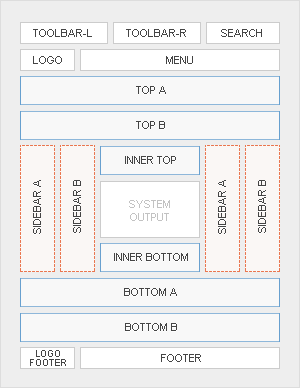 TOOLBAR-L
TOOLBAR-R
SEARCH
LOGO
MENU
TOP A
TOP B
SIDEBAR A
SIDEBAR B
INNER TOP
SYSTEM
OUTPUT
INNER BOTTOM
SIDEBAR A
SIDEBAR B
BOTTOM A
BOTTOM B
LOGO
FOOTER
FOOTER